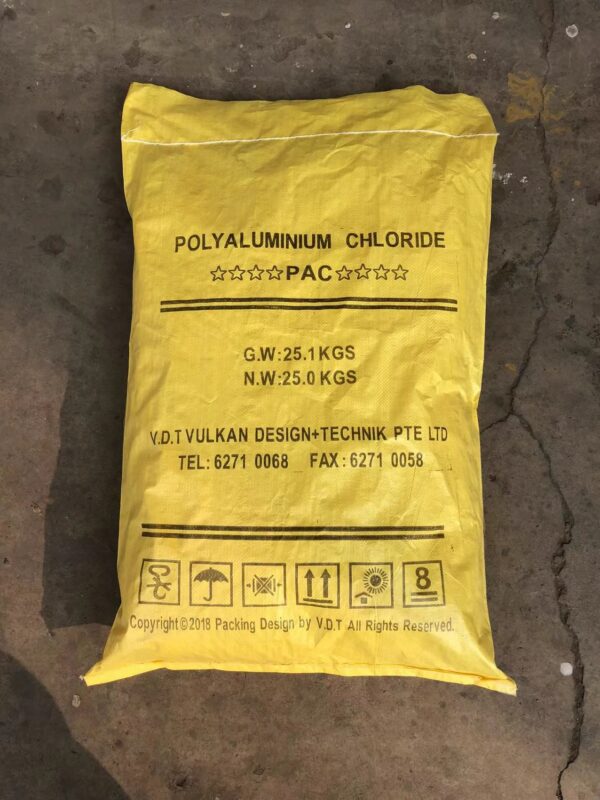 POLYALUMINIUM CHLORIDE
☆☆☆☆PAC☆☆☆☆
G.W:25.1KGS
N.W:25.0KGS
V.D.T VULKAN DESIGN+TECHNIK PTE LTD
TEL: 6271 0068 FAX: 6271 0058
8
Copyright©2018 Packing Design by V.D.T All Rights Reserved.